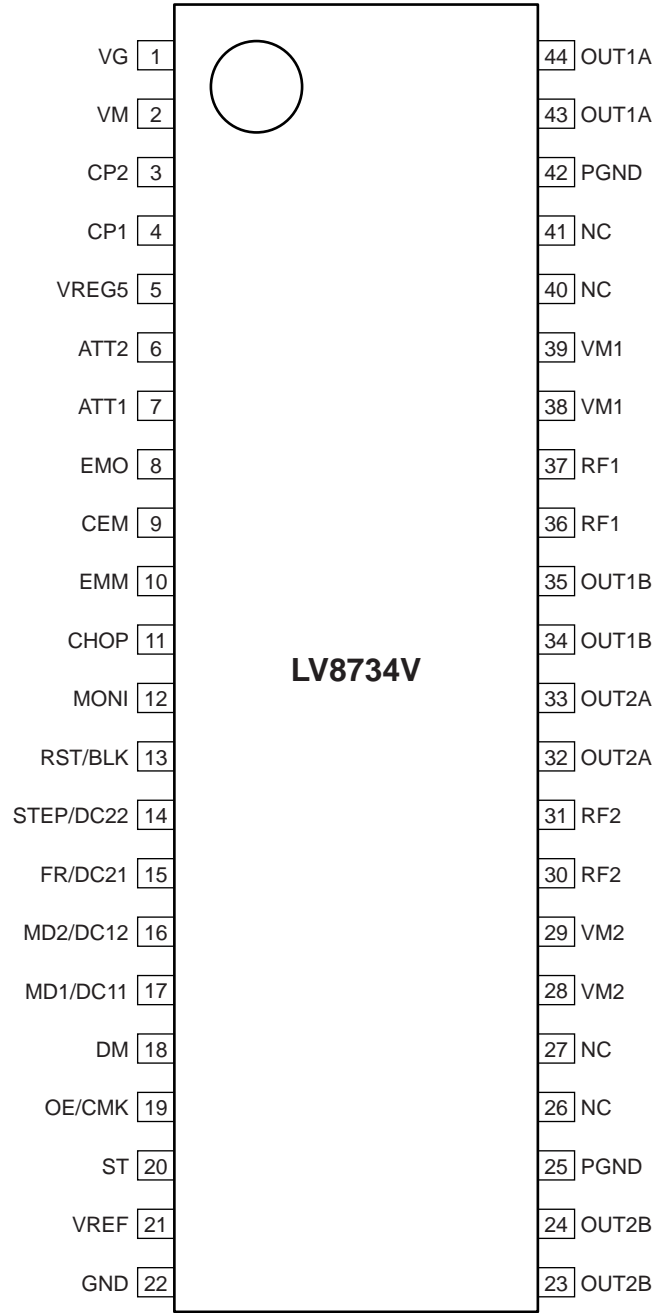 VG 1 44 OUT1A
VM 2 43 OUT1A
CP2 3 42 PGND
CP1 4 41 NC
VREG5 5 40 NC
ATT2 6 39 VM1
ATT1 7 38 VM1
EMO 8 37 RF1
CEM 9 36 RF1
EMM 10 35 OUT1B
CHOP 11 34 OUT1B
LV8734V
MONI 12 33 OUT2A
RST/BLK 13 32 OUT2A
STEP/DC22 14 31 RF2
FR/DC21 15 30 RF2
MD2/DC12 16 29 VM2
MD1/DC11 17 28 VM2
DM 18 27 NC
OE/CMK 19 26 NC
ST 20 25 PGND
VREF 21 24 OUT2B
GND 22 23 OUT2B